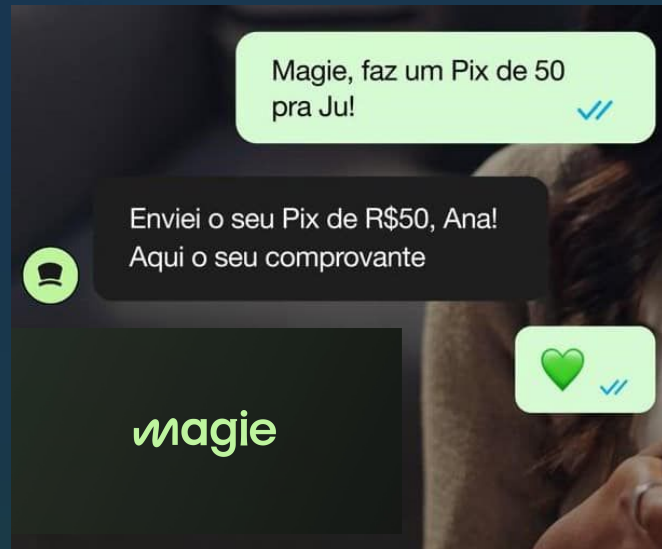 Magie, faz um Pix de 50
pra Ju!
Enviei o seu Pix de R$50, Ana!
Aqui o seu comprovante
magie